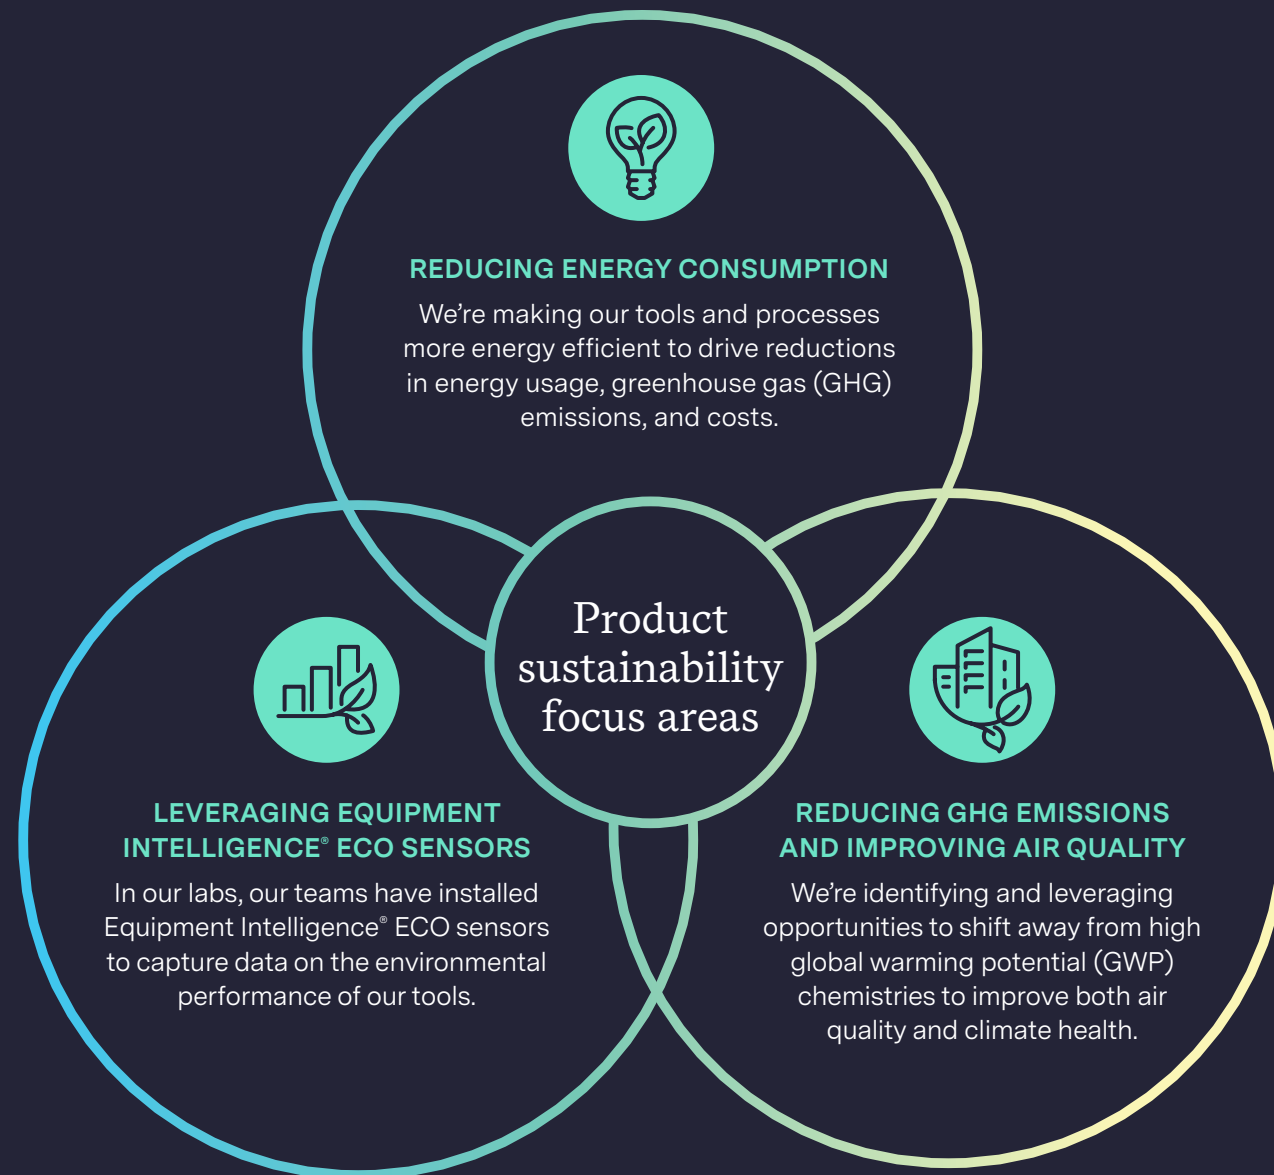 REDUCING ENERGY CONSUMPTION
We’re making our tools and processes
more energy efficient to drive reductions
in energy usage, greenhouse gas (GHG)
emissions, and costs.
Product
sustainability
focus areas
LEVERAGING EQUIPMENT
INTELLIGENCE® ECO SENSORS
In our labs, our teams have installed
Equipment Intelligence® ECO sensors
to capture data on the environmental
performance of our tools.
REDUCING GHG EMISSIONS
AND IMPROVING AIR QUALITY
We’re identifying and leveraging
opportunities to shift away from high
global warming potential (GWP)
chemistries to improve both air
quality and climate health.